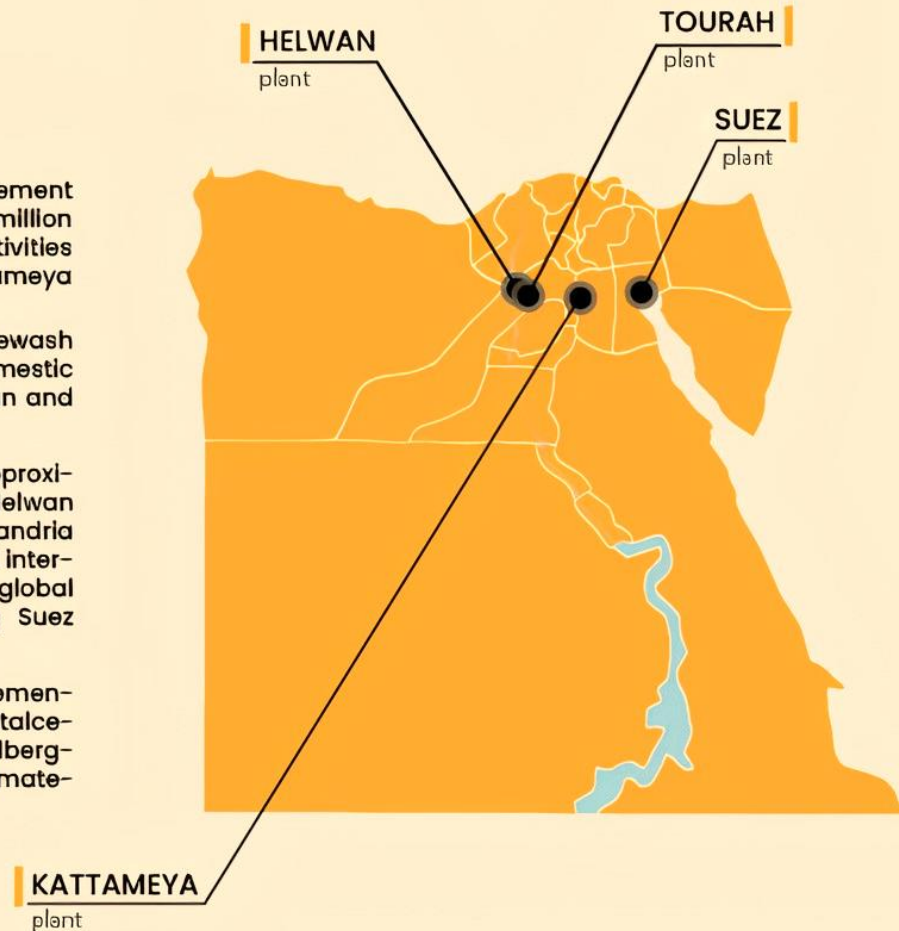 HELWAN
plant
TOURAH
plant
SUEZ
plant
ement
million
tivities
ameya
ewash
mestic
n and
proxi-
elwan
andria
inter-
global
Suez
emen-
talce-
lberg-
mate-
KATTAMEYA
plant